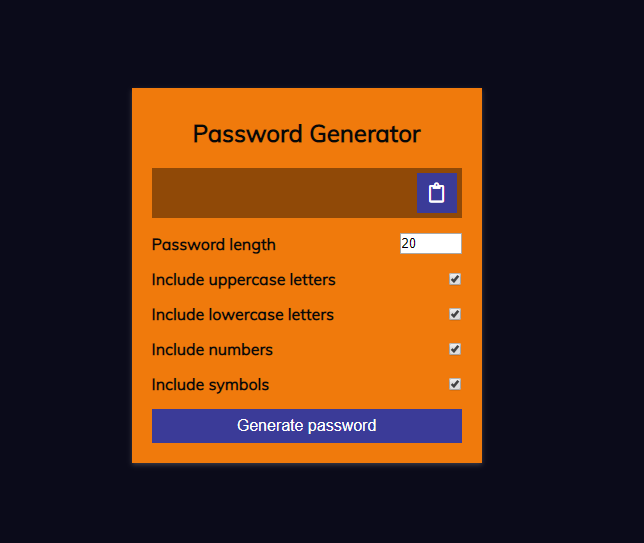 Password Generator
Password length 20
Include uppercase letters
Include lowercase letters
Include numbers
Include symbols
Generate password